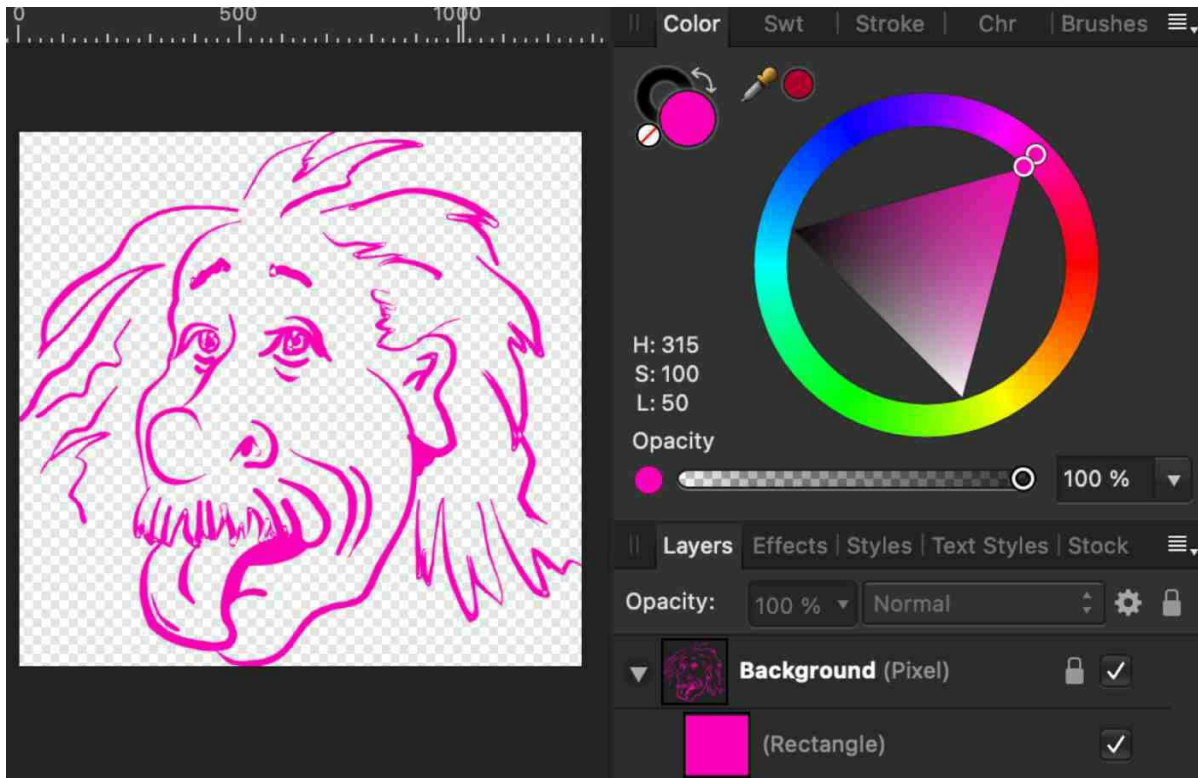 0 500 1000
Color Swt Stroke Chr Brushes
H: 315
S: 100
L: 50
Opacity
100 %
Layers Effects Styles Text Styles Stock
Opacity: 100 % Normal
Background (Pixel)
(Rectangle)